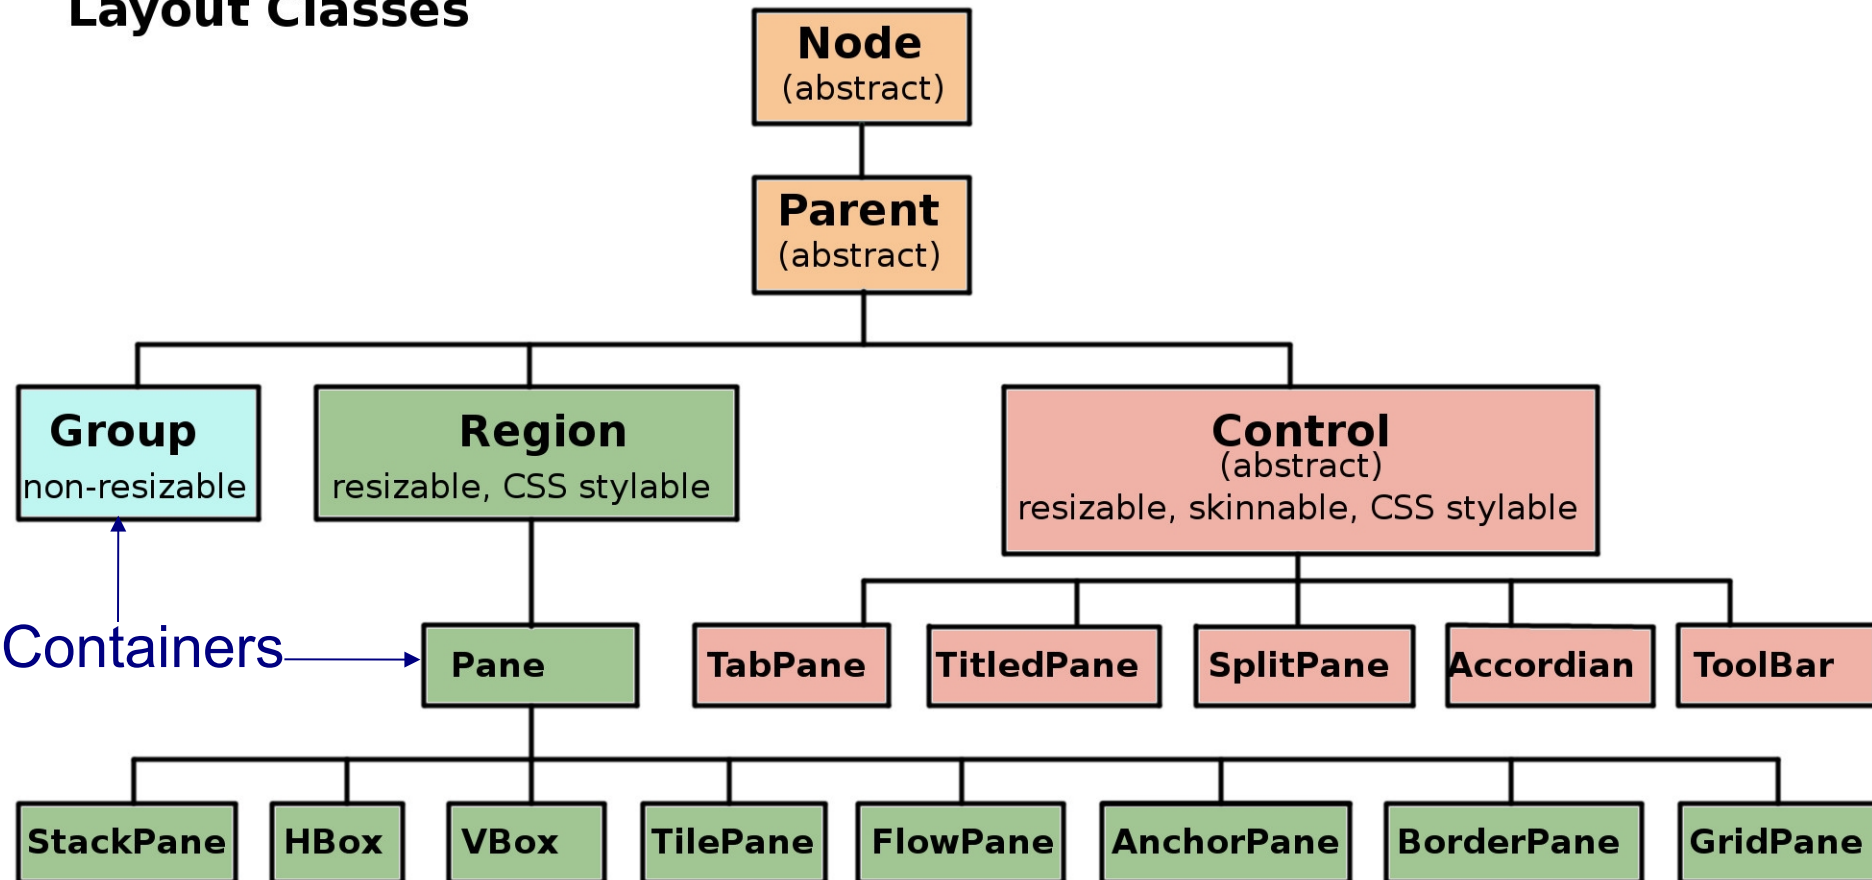 Layout Classes
Node
(abstract)
Parent
(abstract)
Group
non-resizable
Region
resizable, CSS stylable
Control
(abstract)
resizable, skinnable, CSS stylable
Containers
Pane
TabPane
TitledPane
SplitPane
Accordian
ToolBar
StackPane
HBox
VBox
TilePane
FlowPane
AnchorPane
BorderPane
GridPane